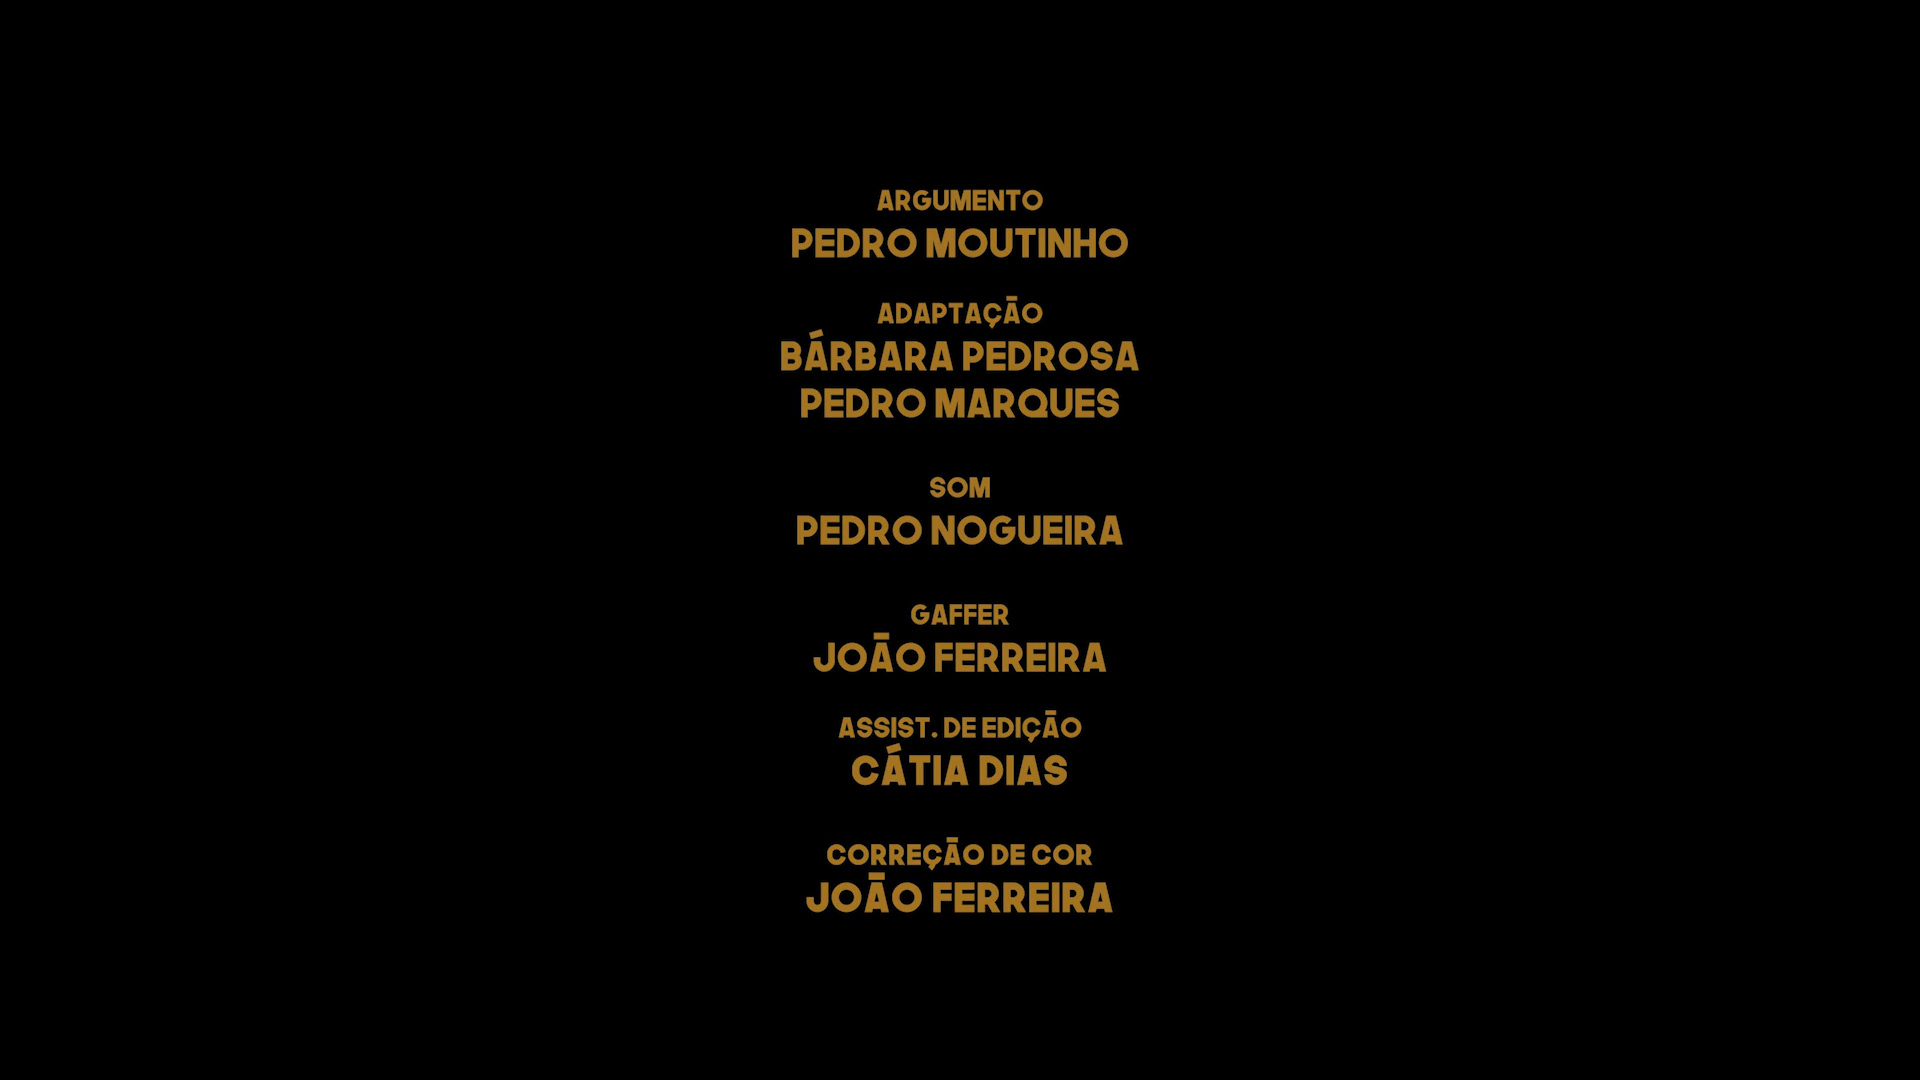 ARGUMENTO
PEDRO MOUTINHO
ADAPTAÇÃO
BÁRBARA PEDROSA
PEDRO MARQUES
SOM
PEDRO NOGUEIRA
GAFFER
JOÃO FERREIRA
ASSIST. DE EDIÇÃO
CÁTIA DIAS
CORREÇÃO DE COR
JOÃO FERREIRA